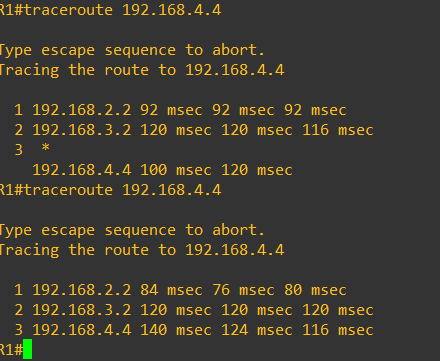 R1#traceroute 192.168.4.4
Type escape sequence to abort.
Tracing the route to 192.168.4.4
1 192.168.2.2 92 msec 92 msec 92 msec
2 192.168.3.2 120 msec 120 msec 116 msec
3 *
192.168.4.4 100 msec 120 msec
R1#traceroute 192.168.4.4
Type escape sequence to abort.
Tracing the route to 192.168.4.4
1 192.168.2.2 84 msec 76 msec 80 msec
2 192.168.3.2 120 msec 120 msec 120 msec
3 192.168.4.4 140 msec 124 msec 116 msec
R1#